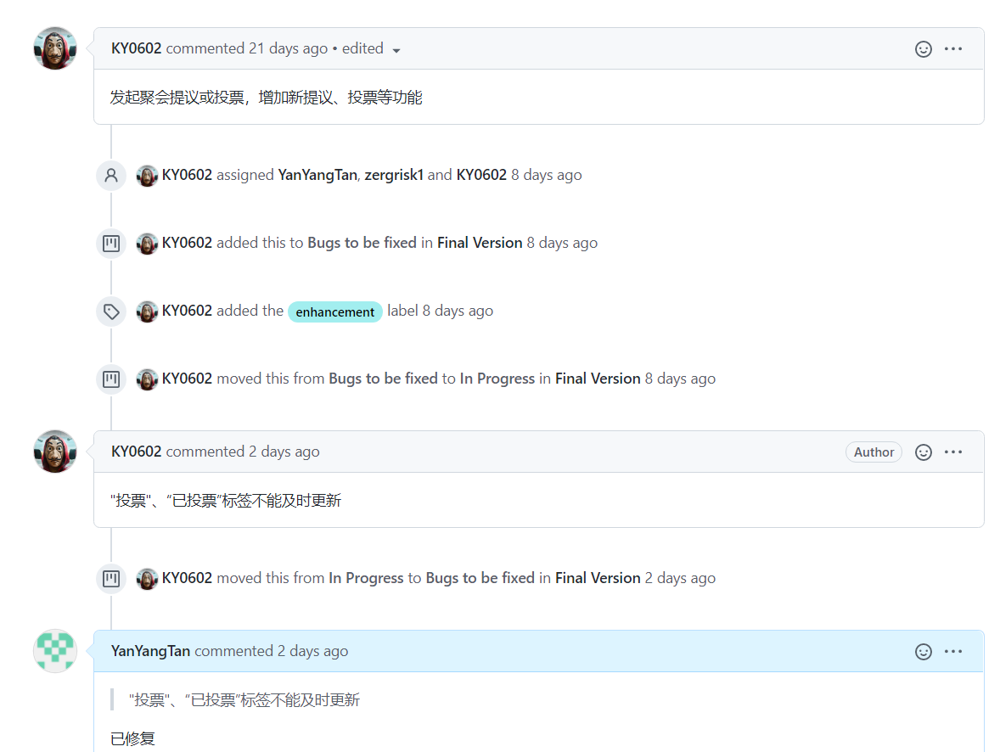 KY0602 commented 21 days ago • edited
发起聚会提议或投票，增加新提议、投票等功能
KY0602 assigned YanYangTan, zergrisk1 and KY0602 8 days ago
KY0602 added this to Bugs to be fixed in Final Version 8 days ago
KY0602 added the enhancement label 8 days ago
KY0602 moved this from Bugs to be fixed to In Progress in Final Version 8 days ago
KY0602 commented 2 days ago Author
"投票"、“已投票”标签不能及时更新
KY0602 moved this from In Progress to Bugs to be fixed in Final Version 2 days ago
YanYangTan commented 2 days ago
"投票"、“已投票”标签不能及时更新
已修复